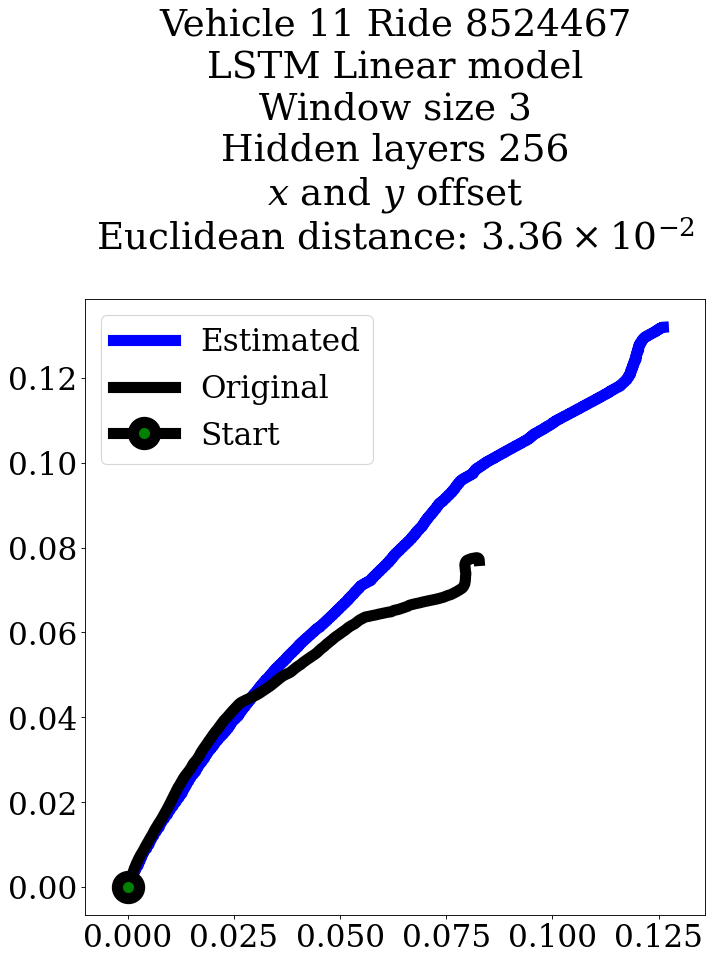 Vehicle 11 Ride 8524467
LSTM Linear model
Window size 3
Hidden layers 256
x and y offset
Euclidean distance: 3.36 × 10⁻²
Estimated
Original
Start
0.12
0.10
0.08
0.06
0.04
0.02
0.00
0.000 0.025 0.050 0.075 0.100 0.125